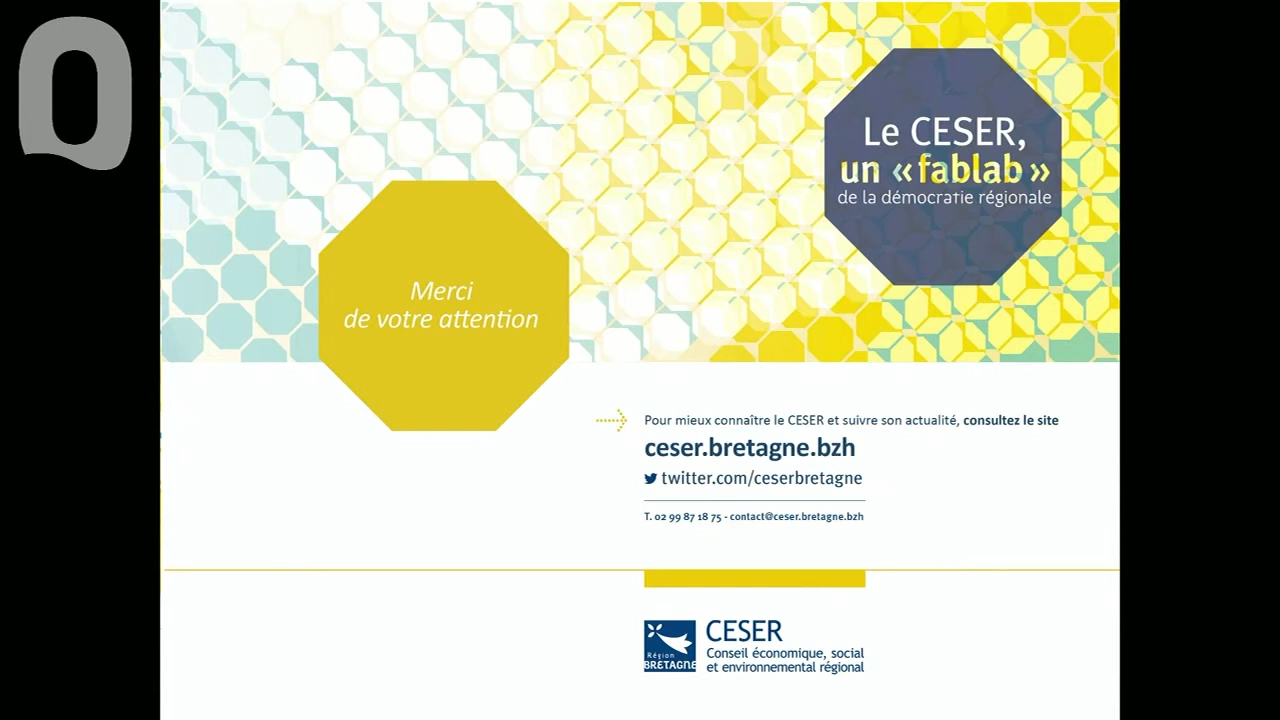 Le CESER,
un « fablab »
de la démocratie régionale
Merci
de votre attention
Pour mieux connaître le CESER et suivre son actualité, consultez le site
ceser.bretagne.bzh
twitter.com/ceserbretagne
T. 02 99 87 18 75 - contact@ceser.bretagne.bzh
Région
BRETAGNE
CESER
Conseil économique, social
et environnemental régional